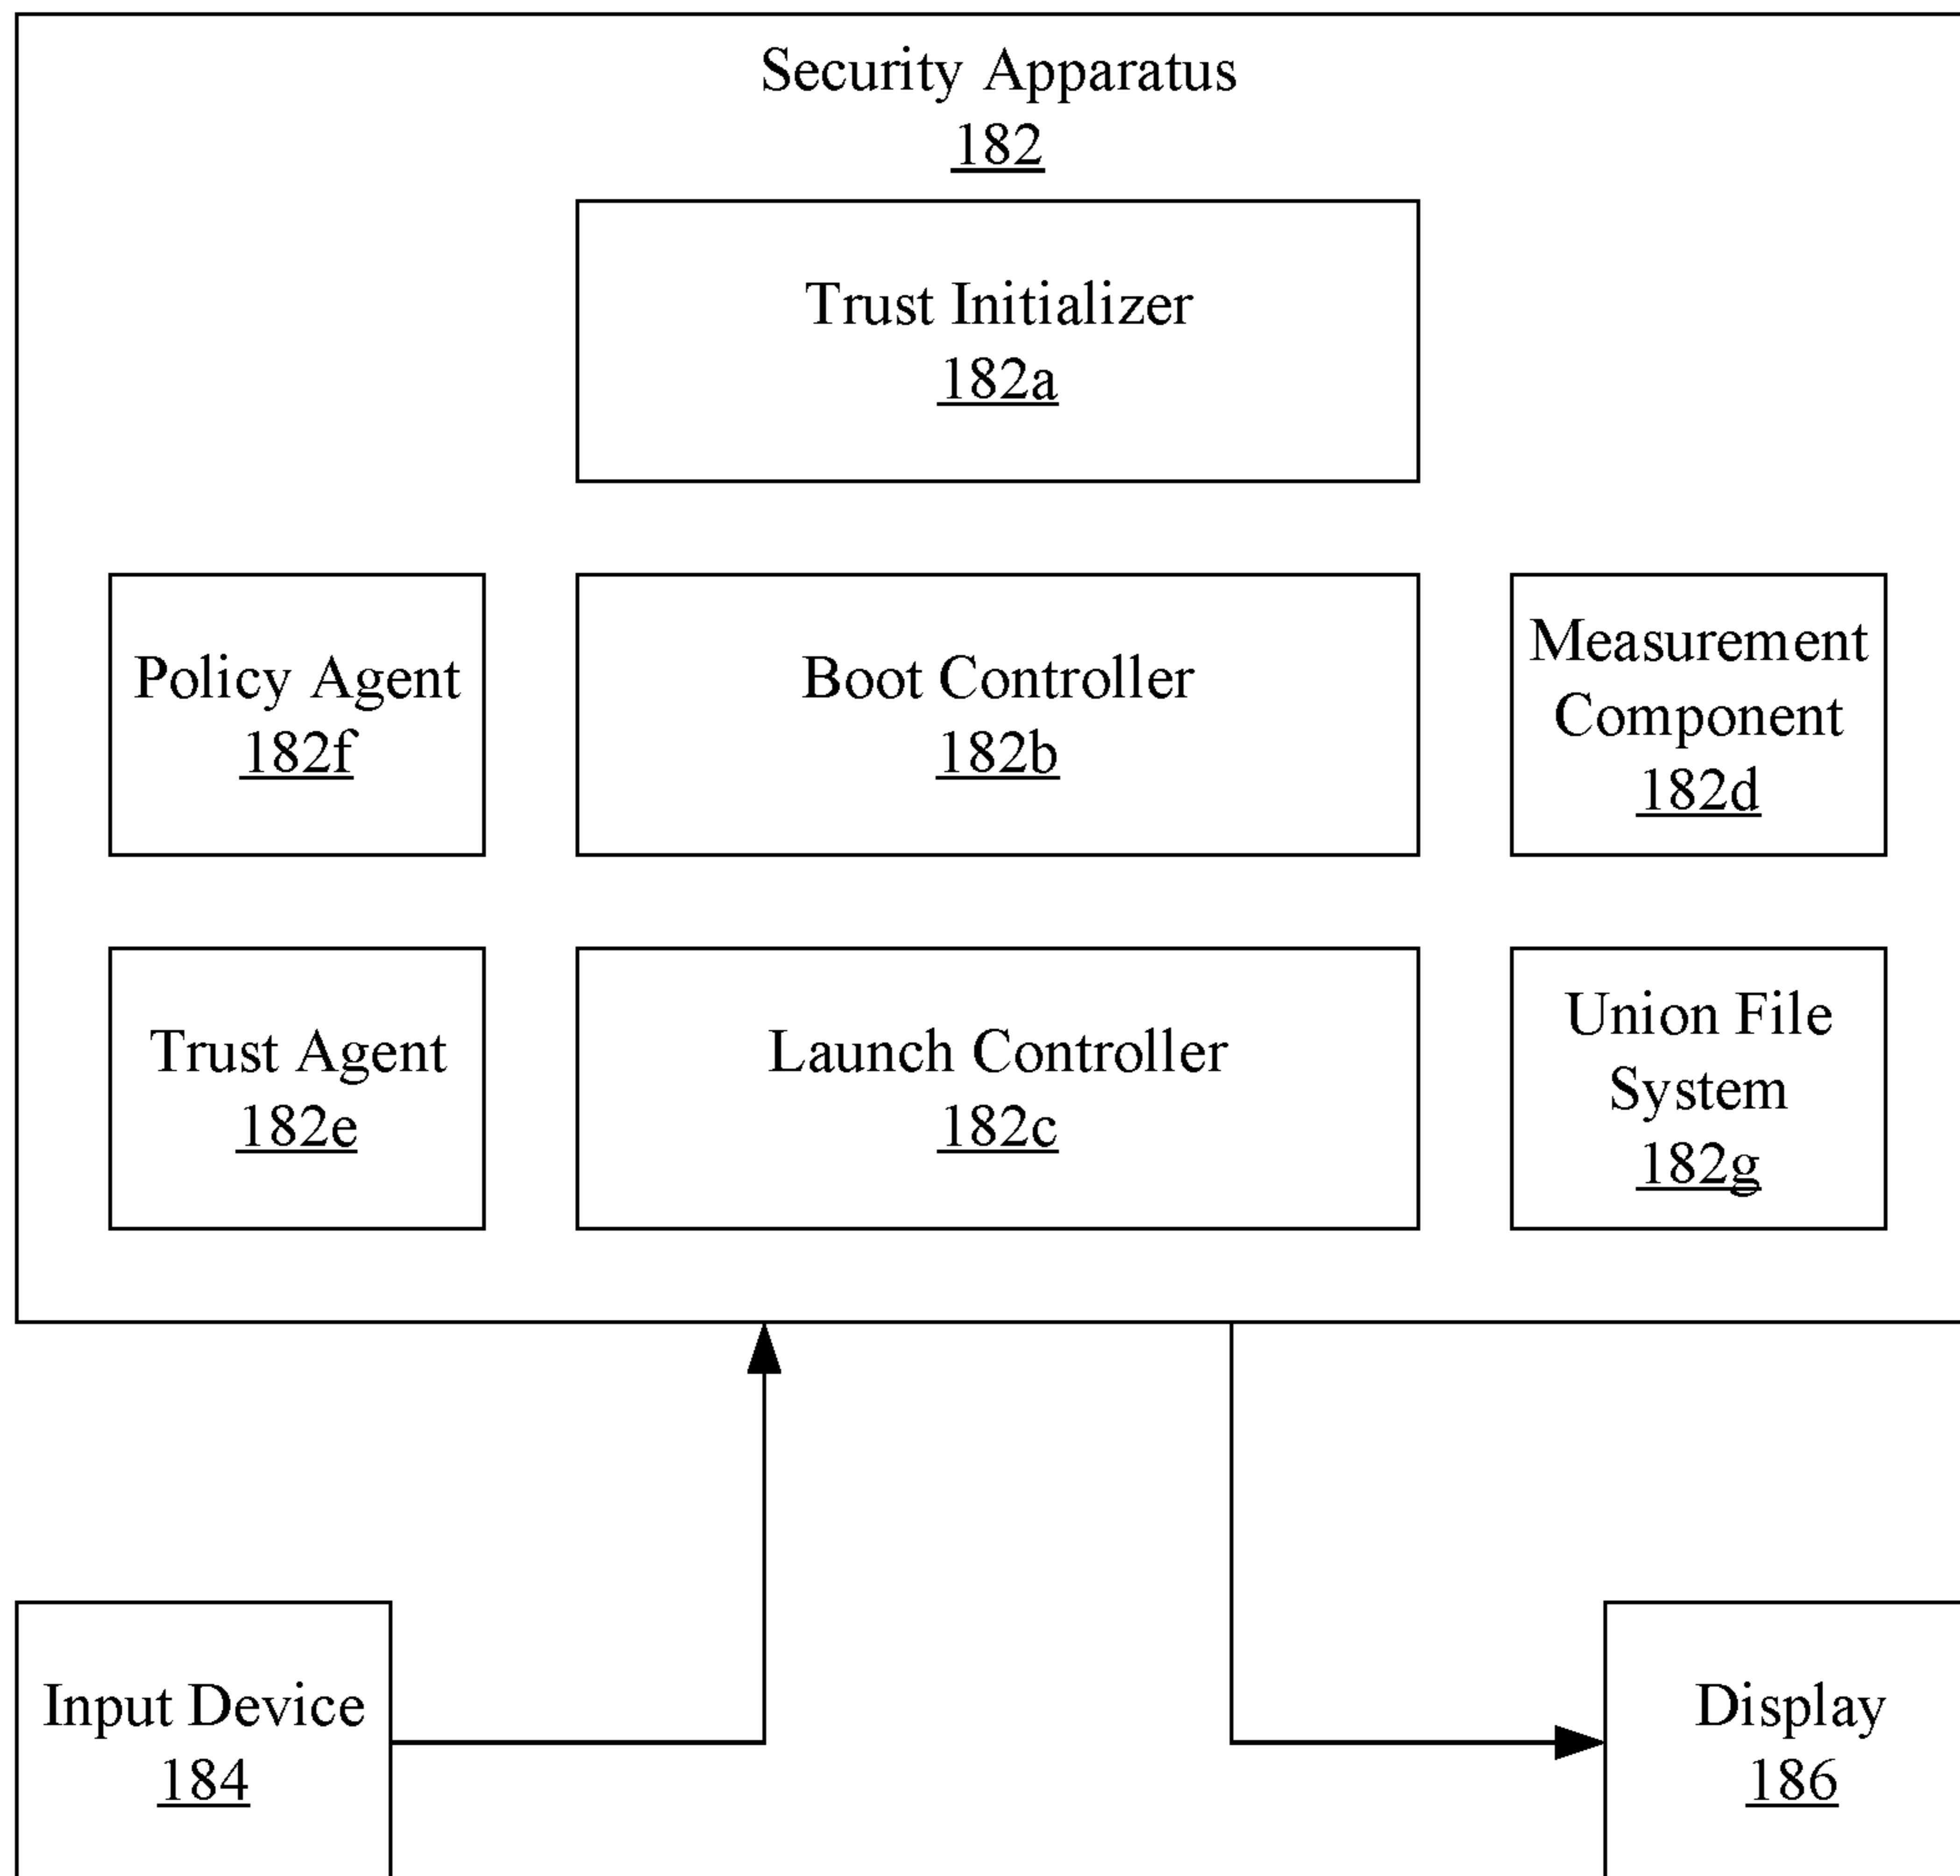 Security Apparatus
182
Trust Initializer
182a
Policy Agent
182f
Boot Controller
182b
Measurement
Component
182d
Trust Agent
182e
Launch Controller
182c
Union File
System
182g
Input Device
184
Display
186